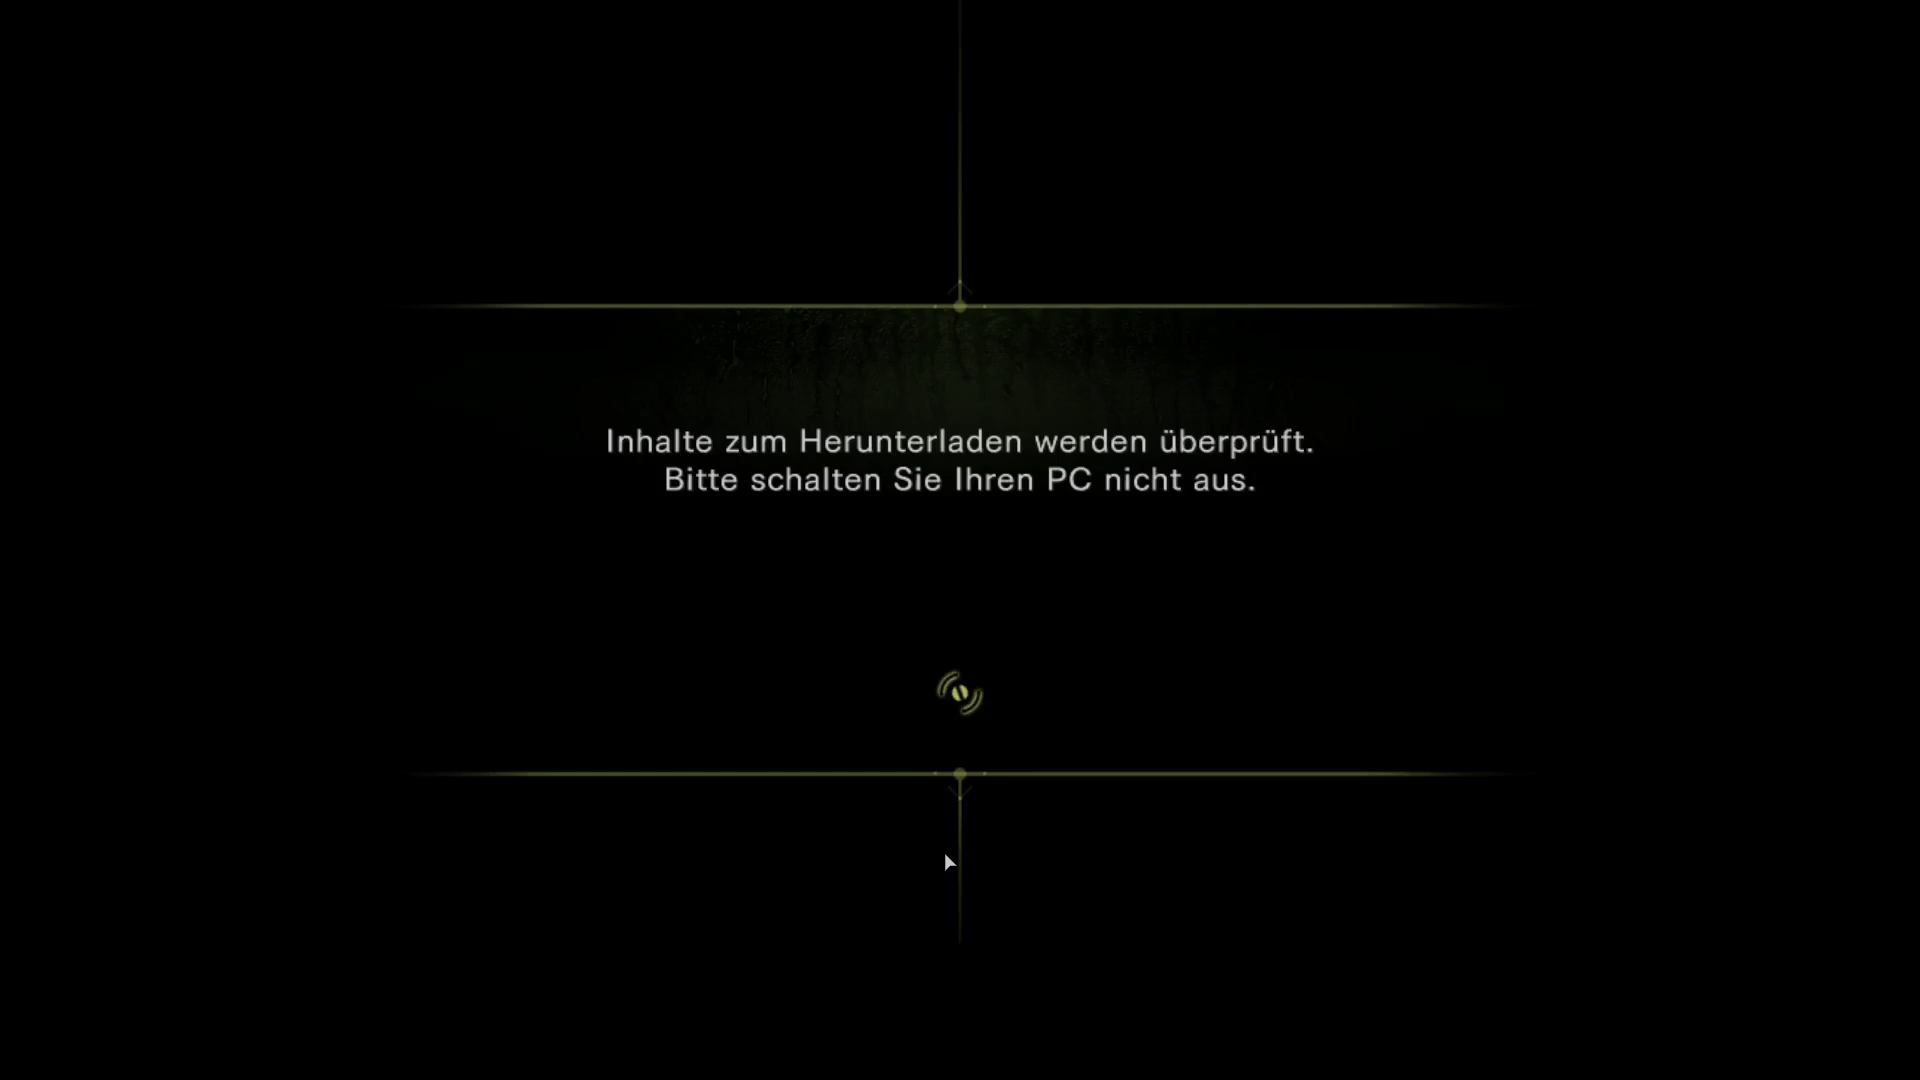 Inhalte zum Herunterladen werden überprüft.
Bitte schalten Sie Ihren PC nicht aus.